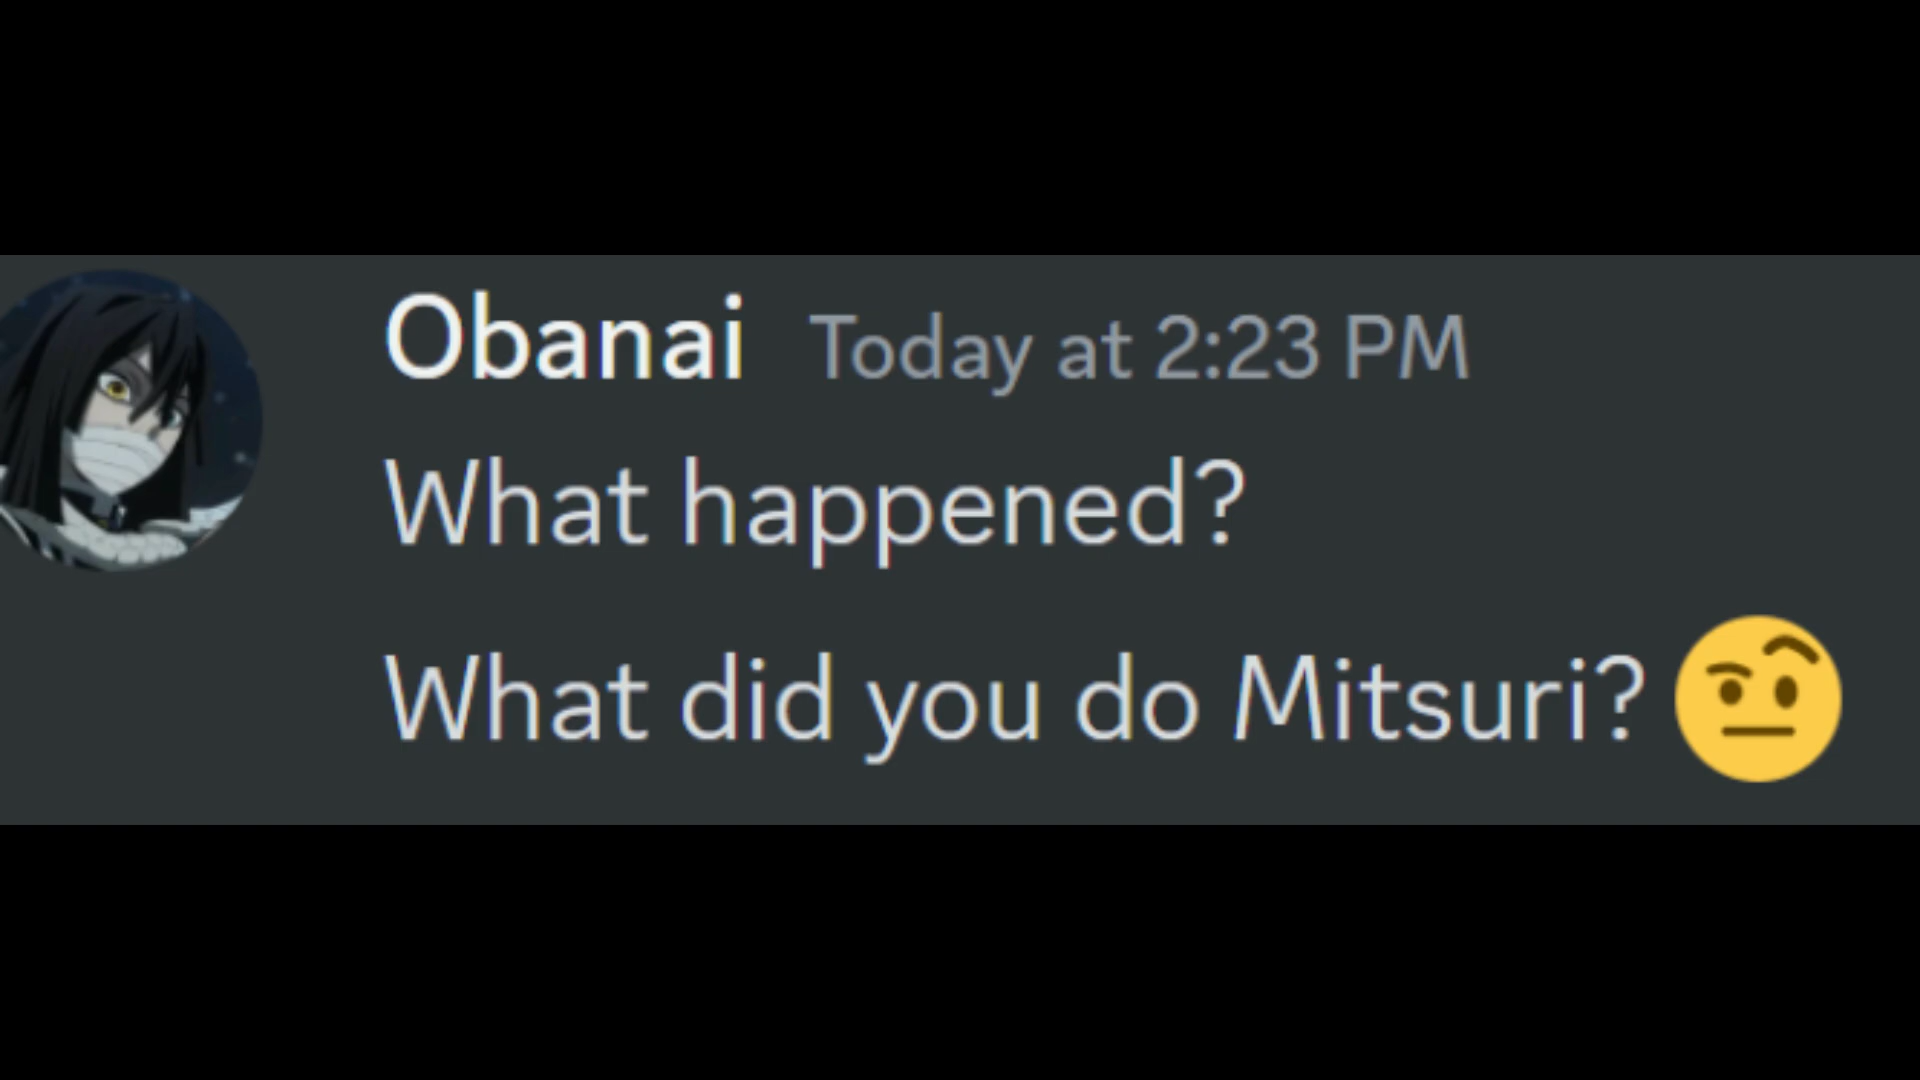 Obanai Today at 2:23 PM
What happened?
What did you do Mitsuri? 🤨